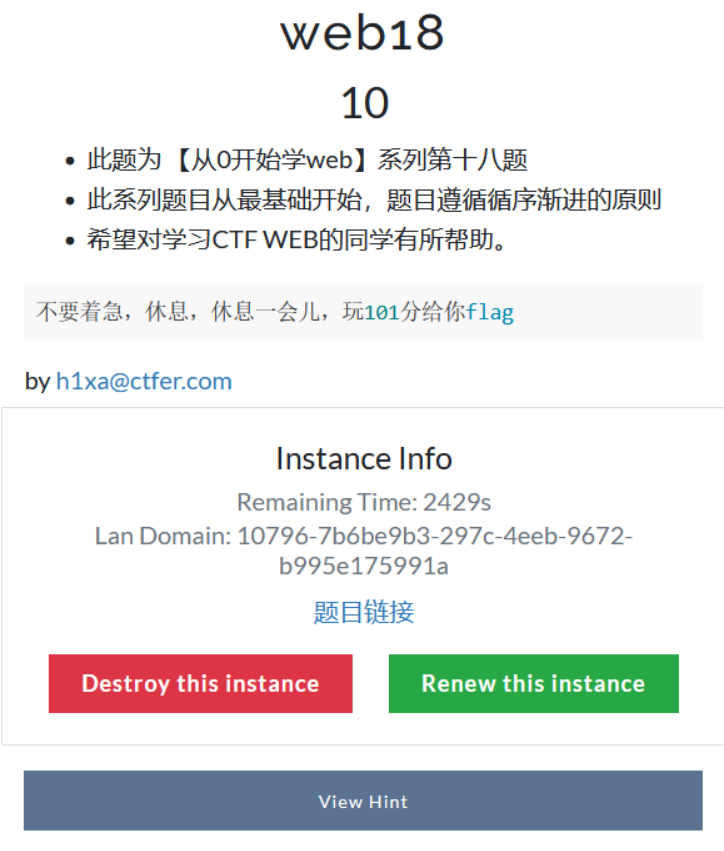 web18
10
此题为 【从0开始学web】系列第十八题
此系列题目从最基础开始，题目遵循循序渐进的原则
希望对学习CTF WEB的同学有所帮助。
不要着急，休息，休息一会儿，玩101分给你flag
by h1xa@ctfer.com
Instance Info
Remaining Time: 2429s
Lan Domain: 10796-7b6be9b3-297c-4eeb-9672-
b995e175991a
题目链接
Destroy this instance
Renew this instance
View Hint